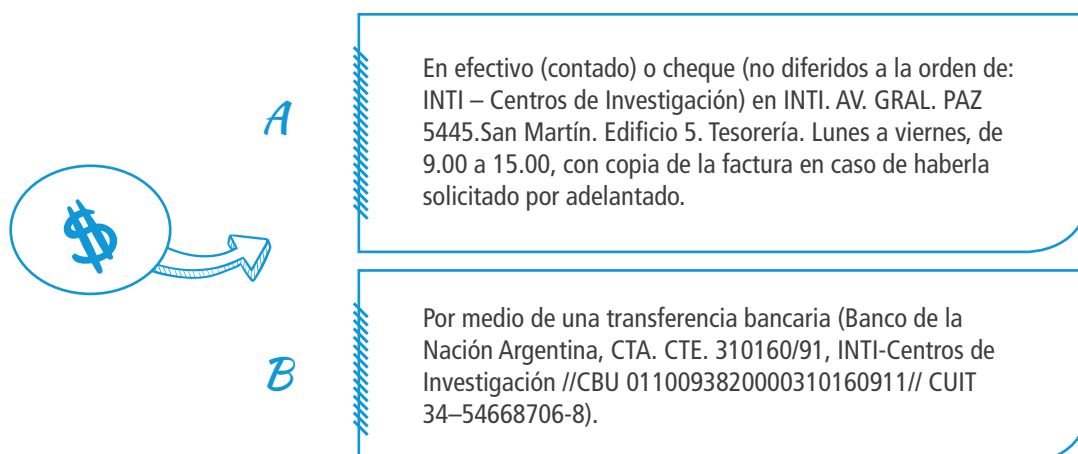 $
A
En efectivo (contado) o cheque (no diferidos a la orden de:
INTI – Centros de Investigación) en INTI. AV. GRAL. PAZ
5445.San Martín. Edificio 5. Tesorería. Lunes a viernes, de
9.00 a 15.00, con copia de la factura en caso de haberla
solicitado por adelantado.
B
Por medio de una transferencia bancaria (Banco de la
Nación Argentina, CTA. CTE. 310160/91, INTI-Centros de
Investigación //CBU 0110093820000310160911// CUIT
34–54668706-8).